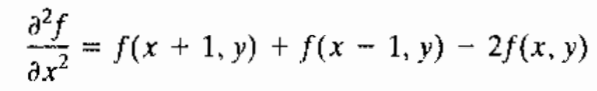 ∂²f/∂x² = f(x + 1, y) + f(x − 1, y) − 2f(x, y)